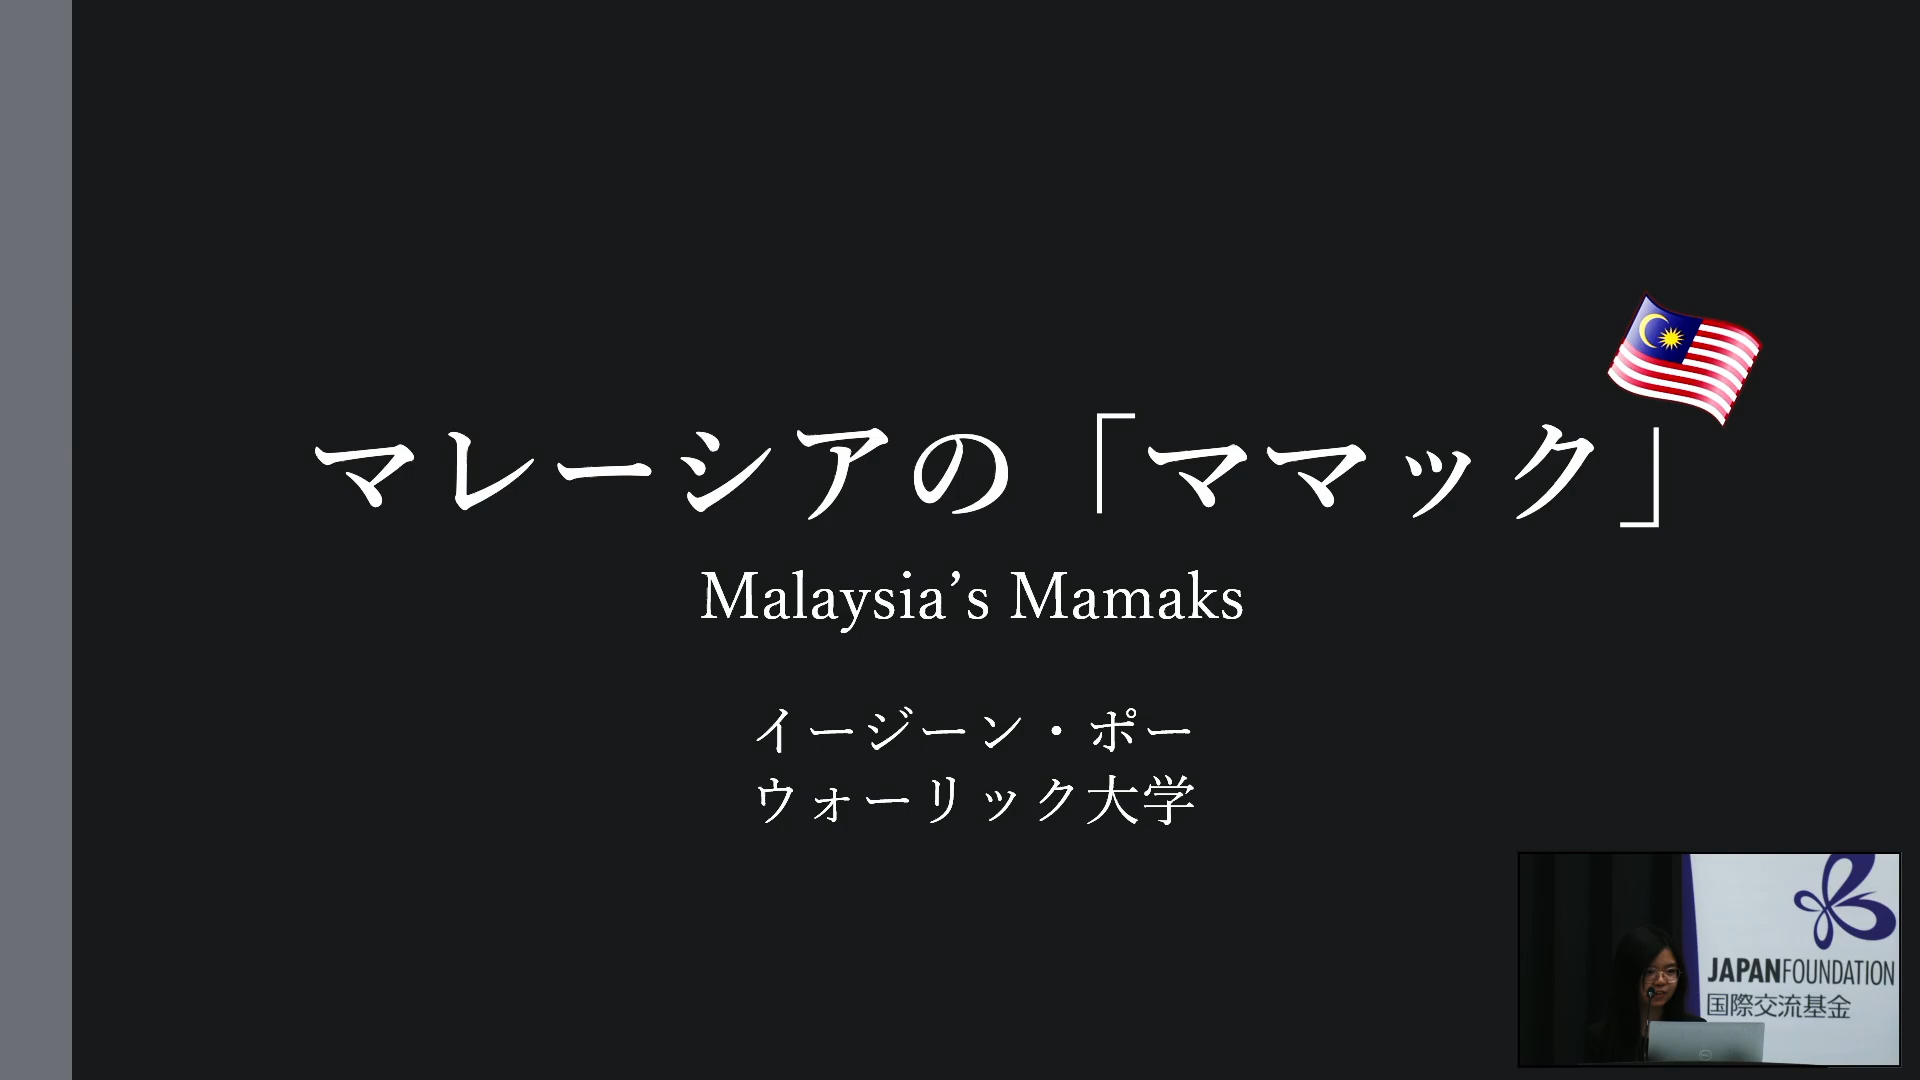 マレーシアの「ママック」
Malaysia’s Mamaks
イージーン・ポー
ウォーリック大学
JAPANFOUNDATION
国際交流基金